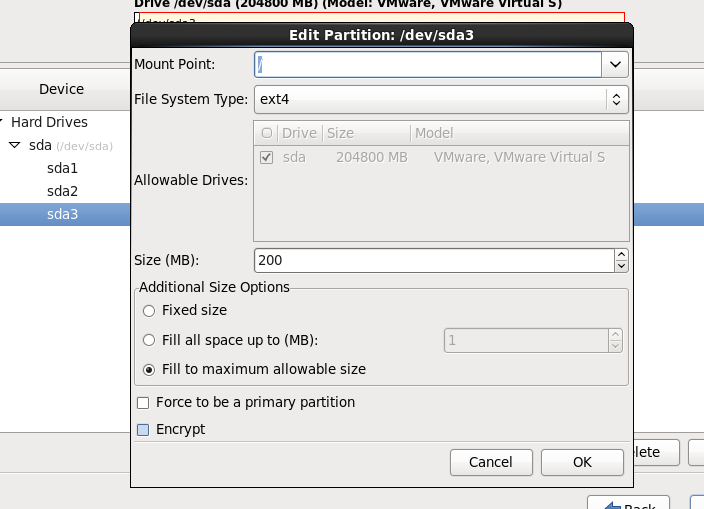 Drive /dev/sda (204800 MB) (Model: VMware, VMware Virtual S)
/dev/sda3
Edit Partition: /dev/sda3
Mount Point: /
Device
File System Type: ext4
Drive Size Model
Hard Drives
sda (/dev/sda)
sda 204800 MB VMware, VMware Virtual S
sda1
Allowable Drives:
sda2
sda3
Size (MB): 200
Additional Size Options
Fixed size
Fill all space up to (MB): 1
Fill to maximum allowable size
Force to be a primary partition
Encrypt
elete
Cancel OK
Back